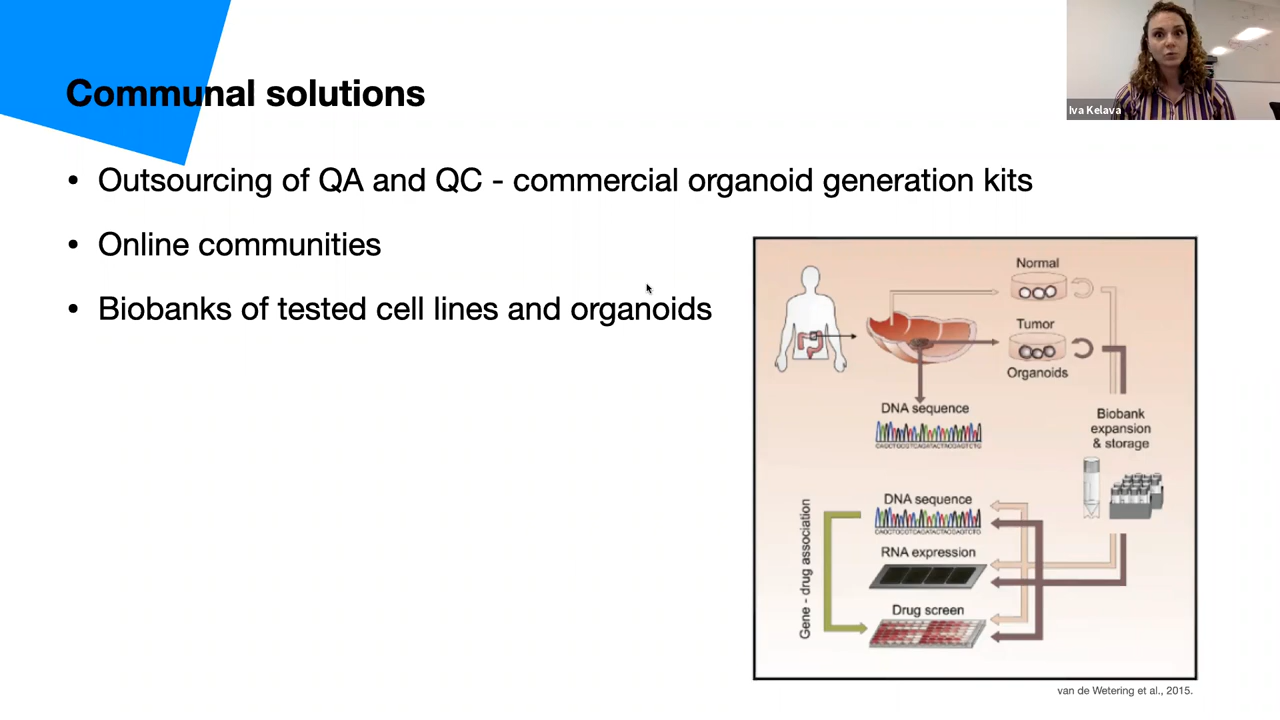 Communal solutions
Iva Kelava
• Outsourcing of QA and QC - commercial organoid generation kits
• Online communities
• Biobanks of tested cell lines and organoids
Normal
Tumor
Organoids
DNA sequence
Biobank
expansion
& storage
DNA sequence
RNA expression
Drug screen
Gene - drug association
van de Wetering et al., 2015.